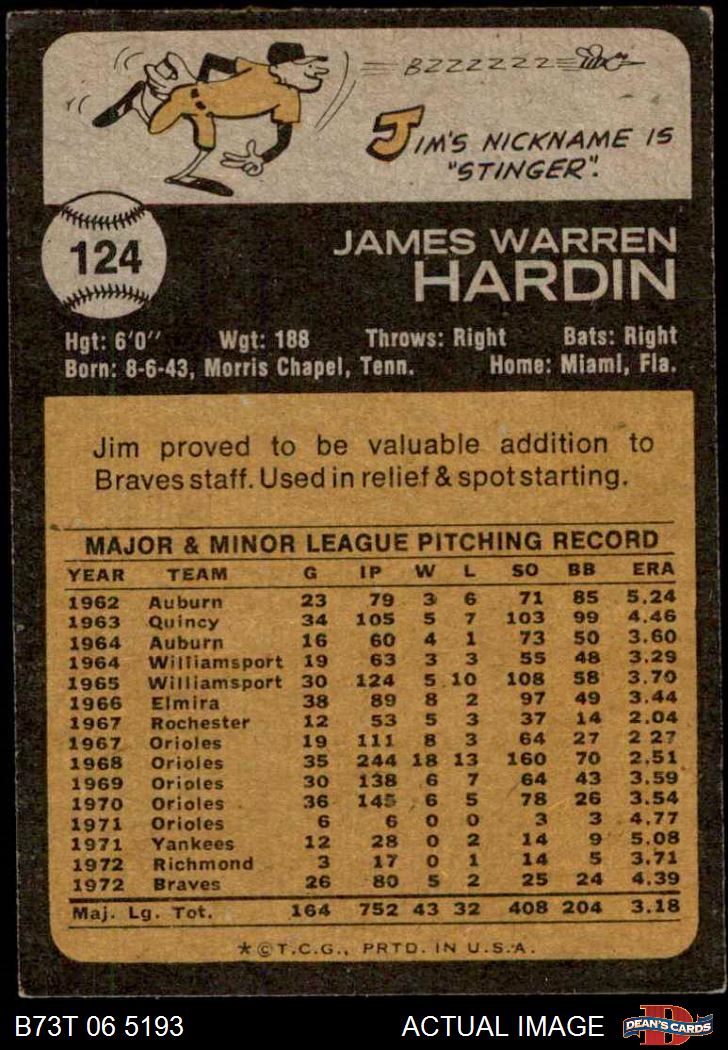 BZZZZZZZ
JIM'S NICKNAME IS
"STINGER".
124
JAMES WARREN
HARDIN
Hgt: 6'0" Wgt: 188 Throws: Right Bats: Right
Born: 8-6-43, Morris Chapel, Tenn. Home: Miami, Fla.
Jim proved to be valuable addition to
Braves staff. Used in relief & spot starting.
MAJOR & MINOR LEAGUE PITCHING RECORD
YEAR TEAM G IP W L SO BB ERA
1962 Auburn 23 79 3 6 71 85 5.24
1963 Quincy 34 105 5 7 103 99 4.46
1964 Auburn 16 60 4 1 73 50 3.60
1964 Williamsport 19 63 3 3 55 48 3.29
1965 Williamsport 30 124 5 10 108 58 3.70
1966 Elmira 38 89 8 2 97 49 3.44
1967 Rochester 12 53 5 3 37 14 2.04
1967 Orioles 19 111 8 3 64 27 2 27
1968 Orioles 35 244 18 13 160 70 2.51
1969 Orioles 30 138 6 7 64 43 3.59
1970 Orioles 36 145 6 5 78 26 3.54
1971 Orioles 6 6 0 0 3 3 4.77
1971 Yankees 12 28 0 2 14 9 5.08
1972 Richmond 3 17 0 1 14 5 3.71
1972 Braves 26 80 5 2 25 24 4.39
Maj. Lg. Tot. 164 752 43 32 408 204 3.18
*©T.C.G., PRTD. IN U.S.A.
B73T 06 5193 ACTUAL IMAGE
D
DEAN'S CARDS